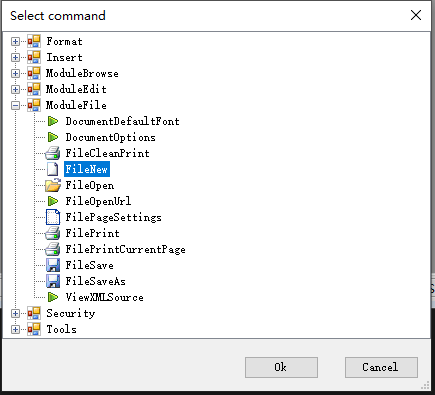 Select command
Format
Insert
ModuleBrowse
ModuleEdit
ModuleFile
DocumentDefaultFont
DocumentOptions
FileCleanPrint
FileNew
FileOpen
FileOpenUrl
FilePageSettings
FilePrint
FilePrintCurrentPage
FileSave
FileSaveAs
ViewXMLSource
Security
Tools
Ok Cancel